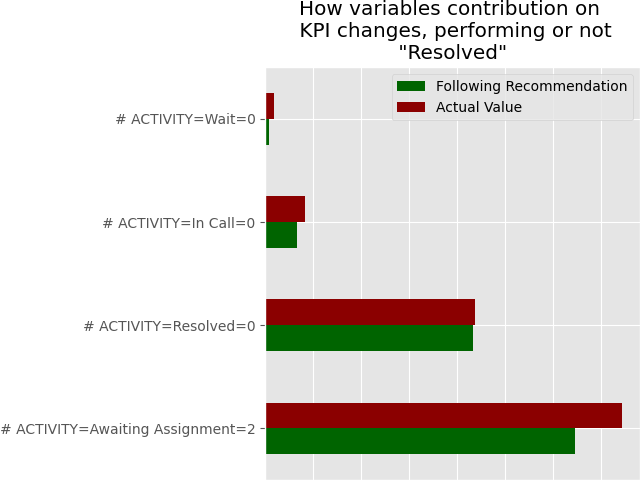 How variables contribution on
KPI changes, performing or not
"Resolved"
Following Recommendation
Actual Value
# ACTIVITY=Wait=0
# ACTIVITY=In Call=0
# ACTIVITY=Resolved=0
# ACTIVITY=Awaiting Assignment=2